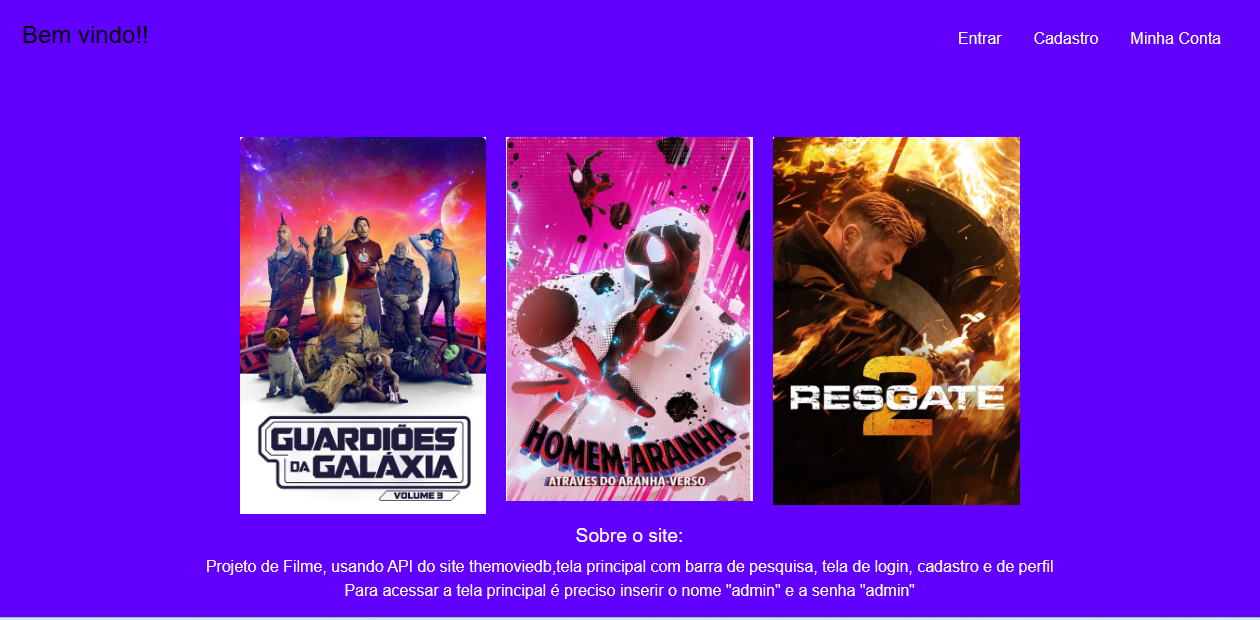 Bem vindo!!
Entrar Cadastro Minha Conta
GUARDIÕES
DA GALÁXIA
VOLUME 3
HOMEM-ARANHA
ATRAVÉS DO ARANHA-VERSO
RESGATE
2
Sobre o site:
Projeto de Filme, usando API do site themoviedb,tela principal com barra de pesquisa, tela de login, cadastro e de perfil
Para acessar a tela principal é preciso inserir o nome "admin" e a senha "admin"